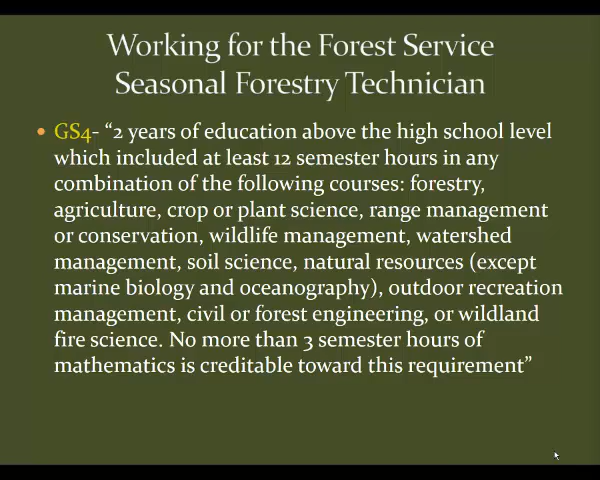 Working for the Forest Service
Seasonal Forestry Technician
• GS4- “2 years of education above the high school level
which included at least 12 semester hours in any
combination of the following courses: forestry,
agriculture, crop or plant science, range management
or conservation, wildlife management, watershed
management, soil science, natural resources (except
marine biology and oceanography), outdoor recreation
management, civil or forest engineering, or wildland
fire science. No more than 3 semester hours of
mathematics is creditable toward this requirement”